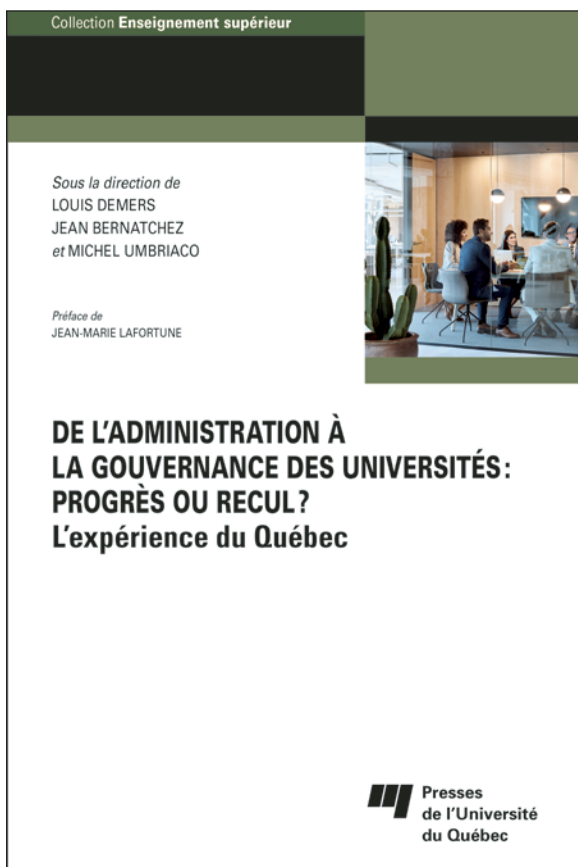 Collection Enseignement supérieur
Sous la direction de
LOUIS DEMERS
JEAN BERNATCHEZ
et MICHEL UMBRIACO
Préface de
JEAN-MARIE LAFORTUNE
DE L'ADMINISTRATION À
LA GOUVERNANCE DES UNIVERSITÉS :
PROGRÈS OU RECUL ?
L'expérience du Québec
Presses
de l'Université
du Québec